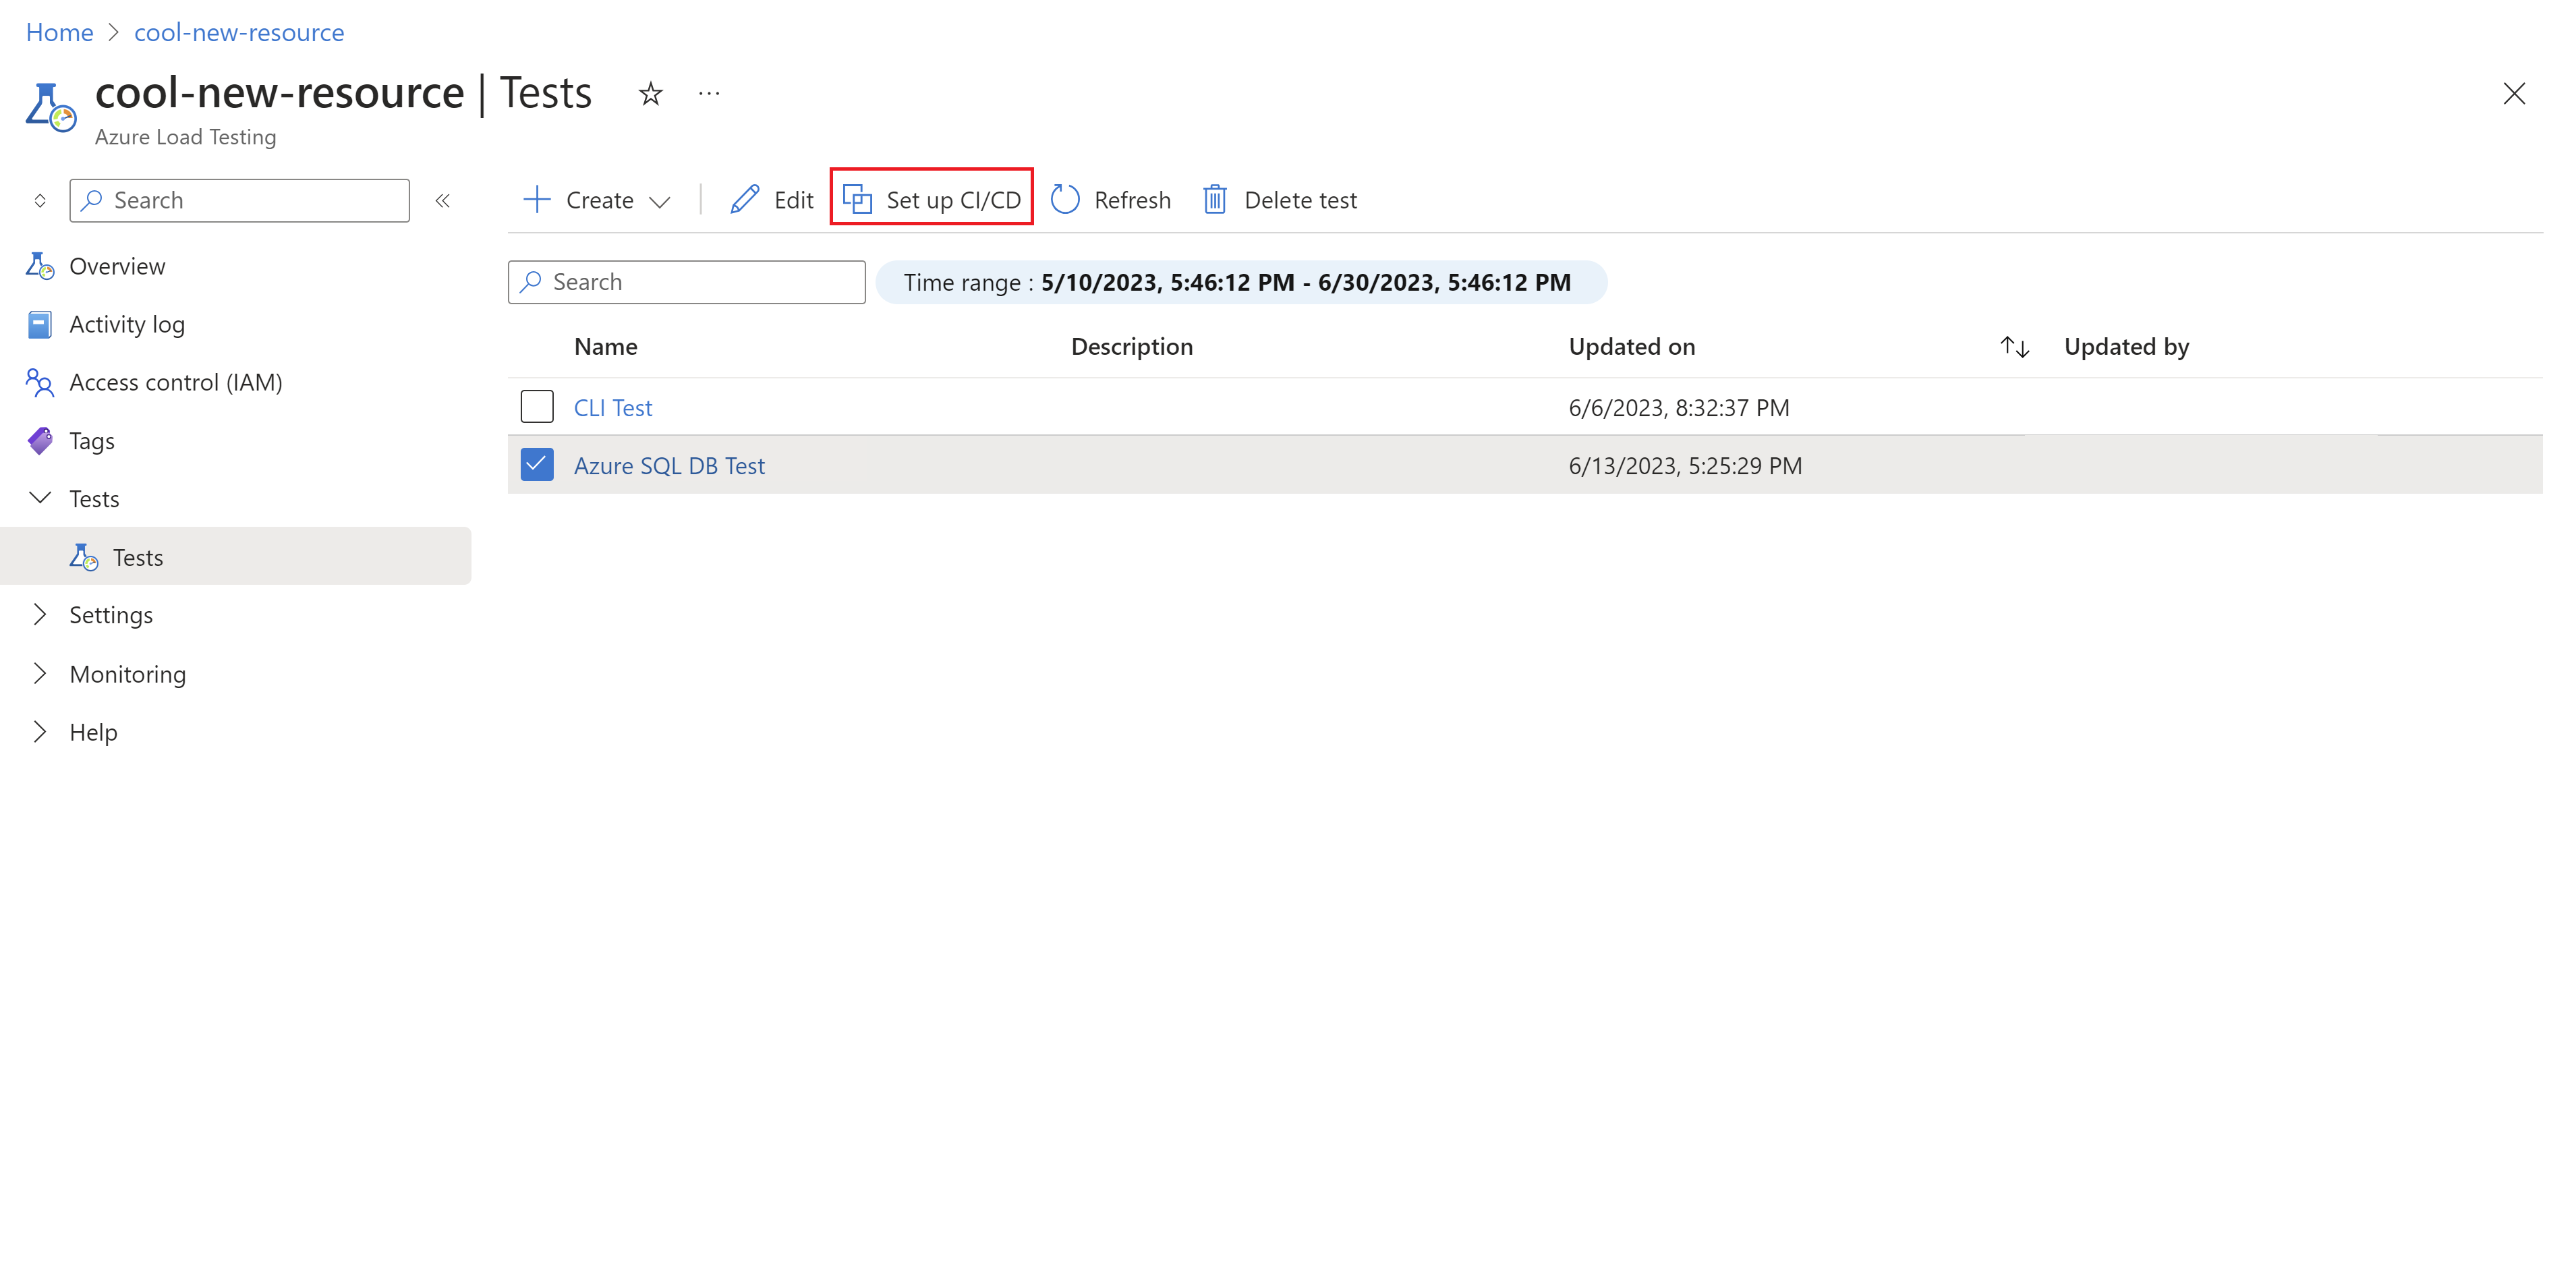 Home > cool-new-resource
cool-new-resource | Tests
Azure Load Testing
Search
Overview
Activity log
Access control (IAM)
Tags
Tests
Tests
Settings
Monitoring
Help
Create
Edit
Set up CI/CD
Refresh
Delete test
Search
Time range : 5/10/2023, 5:46:12 PM - 6/30/2023, 5:46:12 PM
Name Description Updated on Updated by
CLI Test 6/6/2023, 8:32:37 PM
Azure SQL DB Test 6/13/2023, 5:25:29 PM